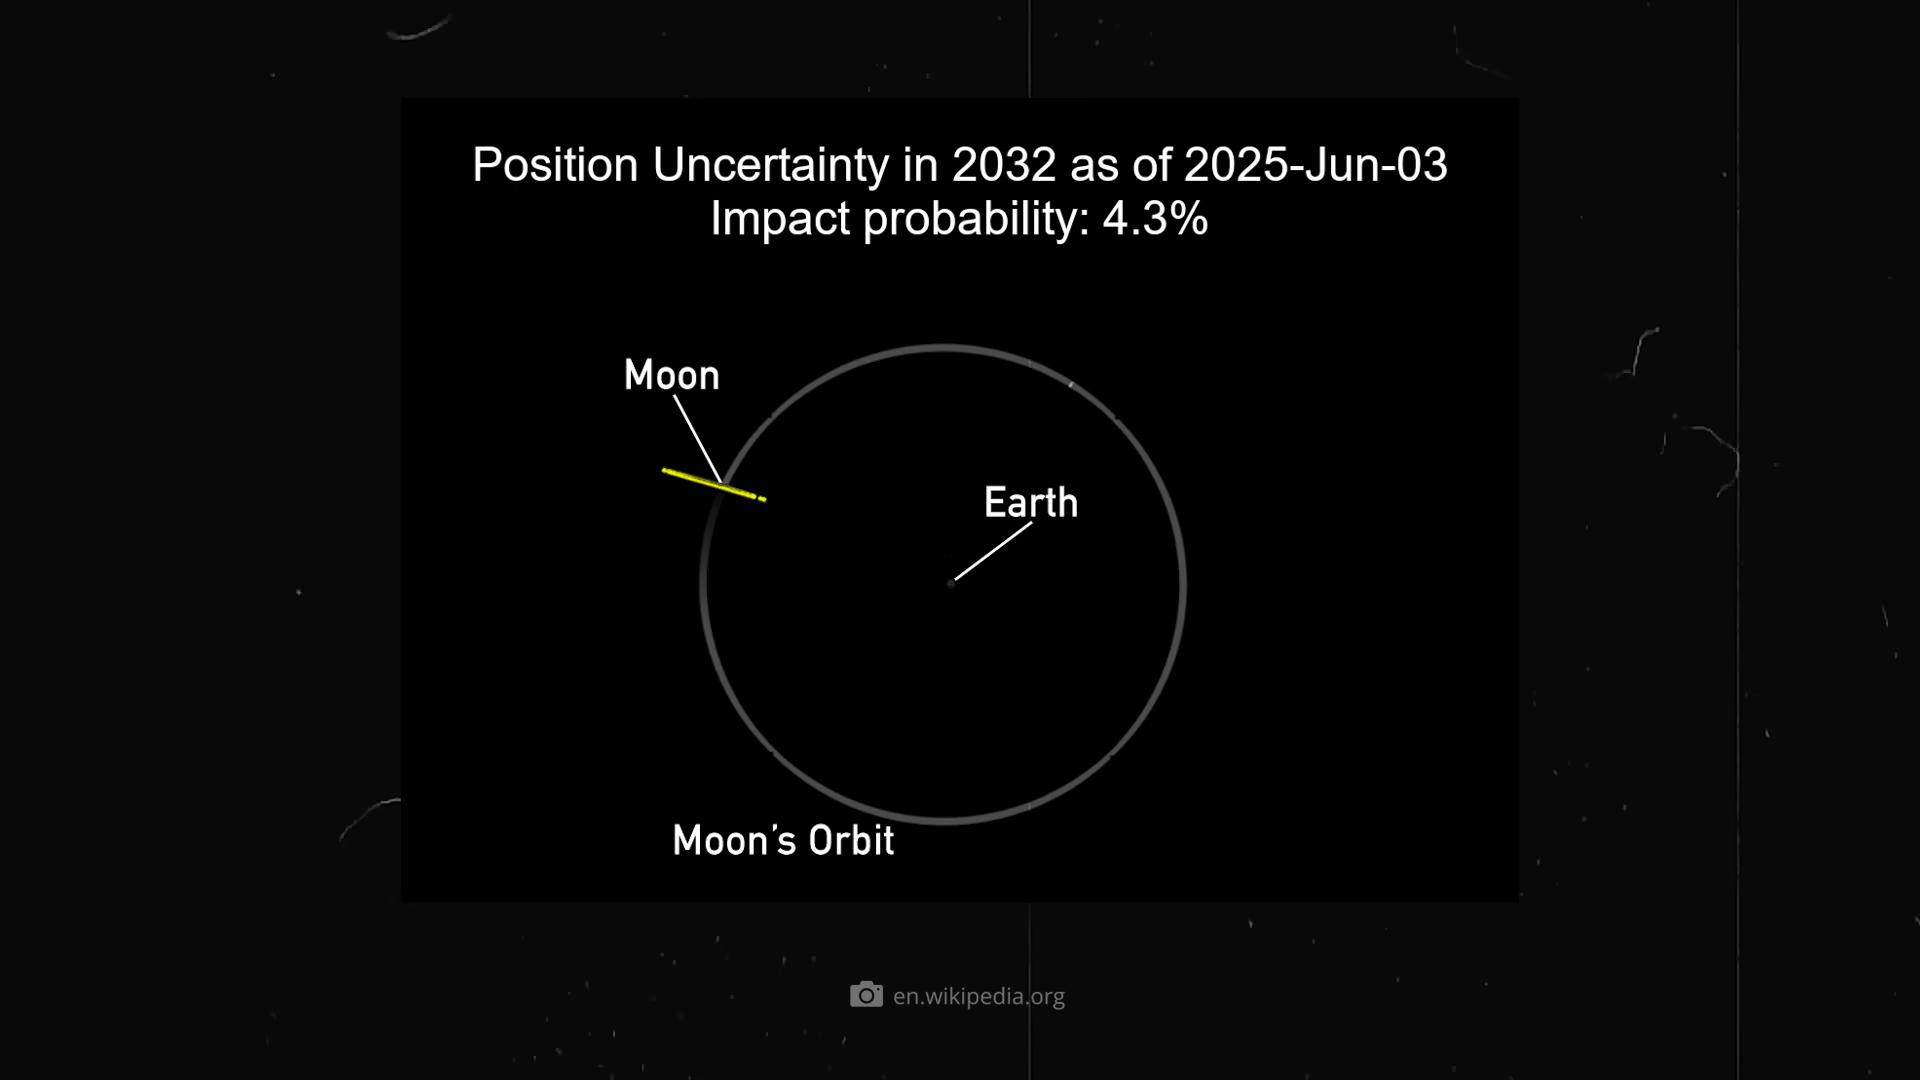 Position Uncertainty in 2032 as of 2025-Jun-03
Impact probability: 4.3%
Moon
Earth
Moon's Orbit
en.wikipedia.org